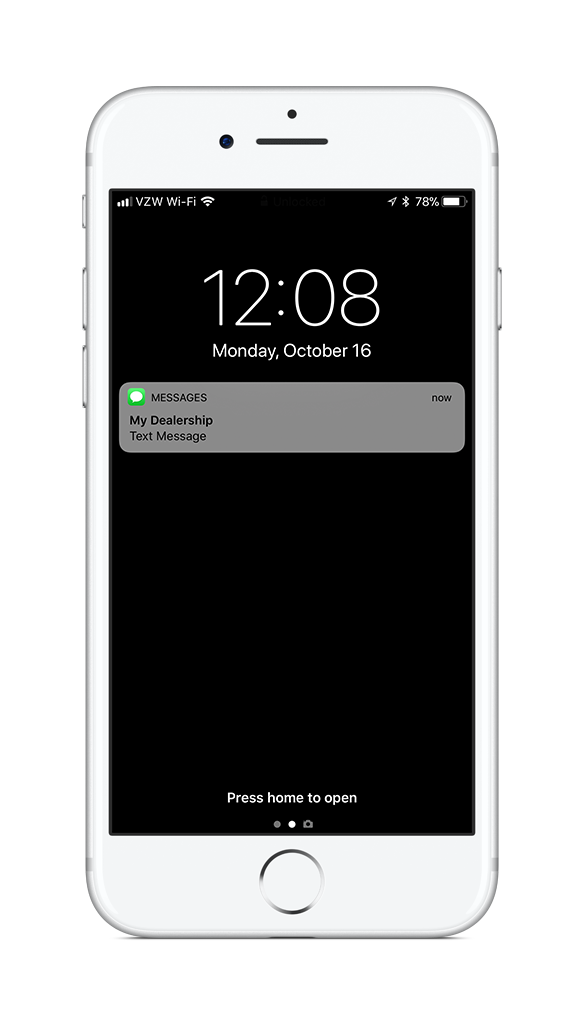 VZW Wi-Fi Unlocked 78%
12:08
Monday, October 16
MESSAGES now
My Dealership
Text Message
Press home to open